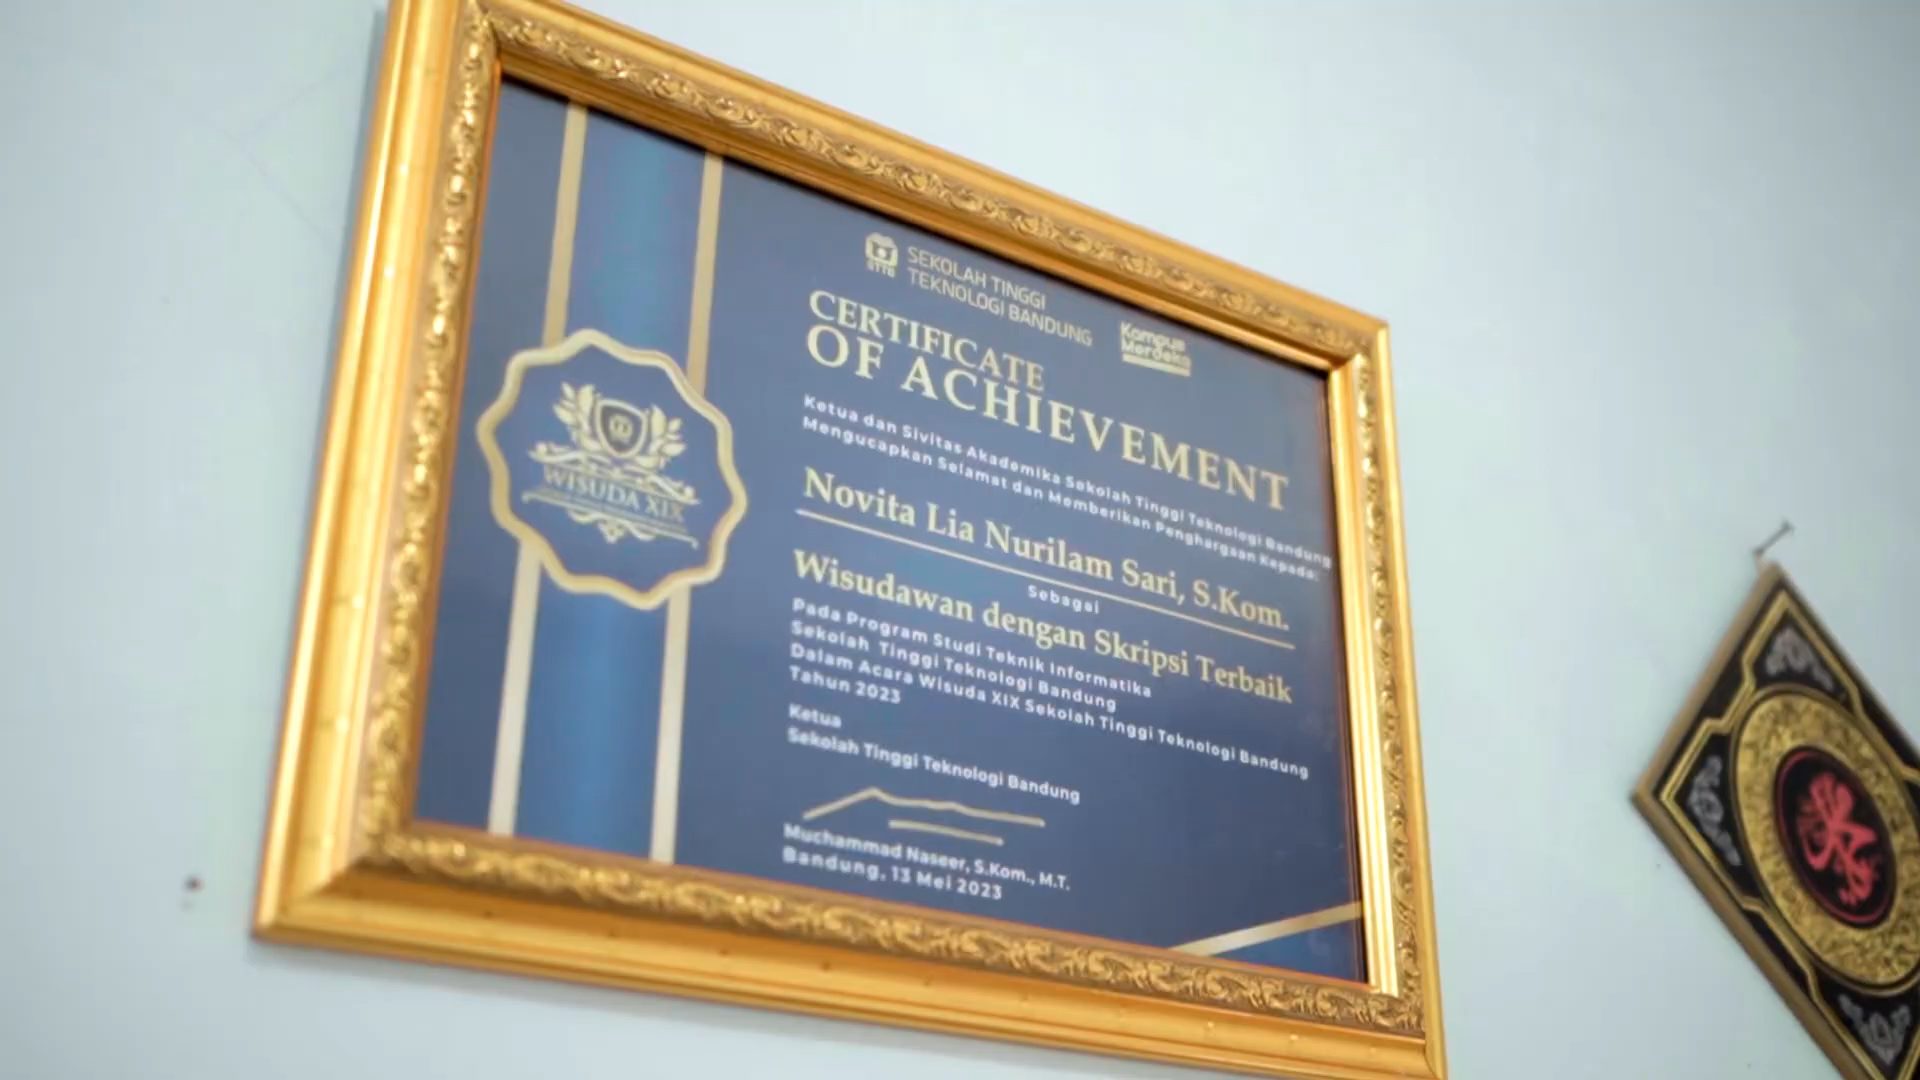 STTB
SEKOLAH TINGGI
TEKNOLOGI BANDUNG
Kampus
Merdeka
CERTIFICATE
OF ACHIEVEMENT
Ketua dan Sivitas Akademika Sekolah Tinggi Teknologi Bandung
Mengucapkan Selamat dan Memberikan Penghargaan Kepada:
Novita Lia Nurilam Sari, S.Kom.
Sebagai
Wisudawan dengan Skripsi Terbaik
Pada Program Studi Teknik Informatika
Sekolah Tinggi Teknologi Bandung
Dalam Acara Wisuda XIX Sekolah Tinggi Teknologi Bandung
Tahun 2023
Ketua
Sekolah Tinggi Teknologi Bandung
Muchammad Naseer, S.Kom., M.T.
Bandung, 13 Mei 2023
WISUDA XIX